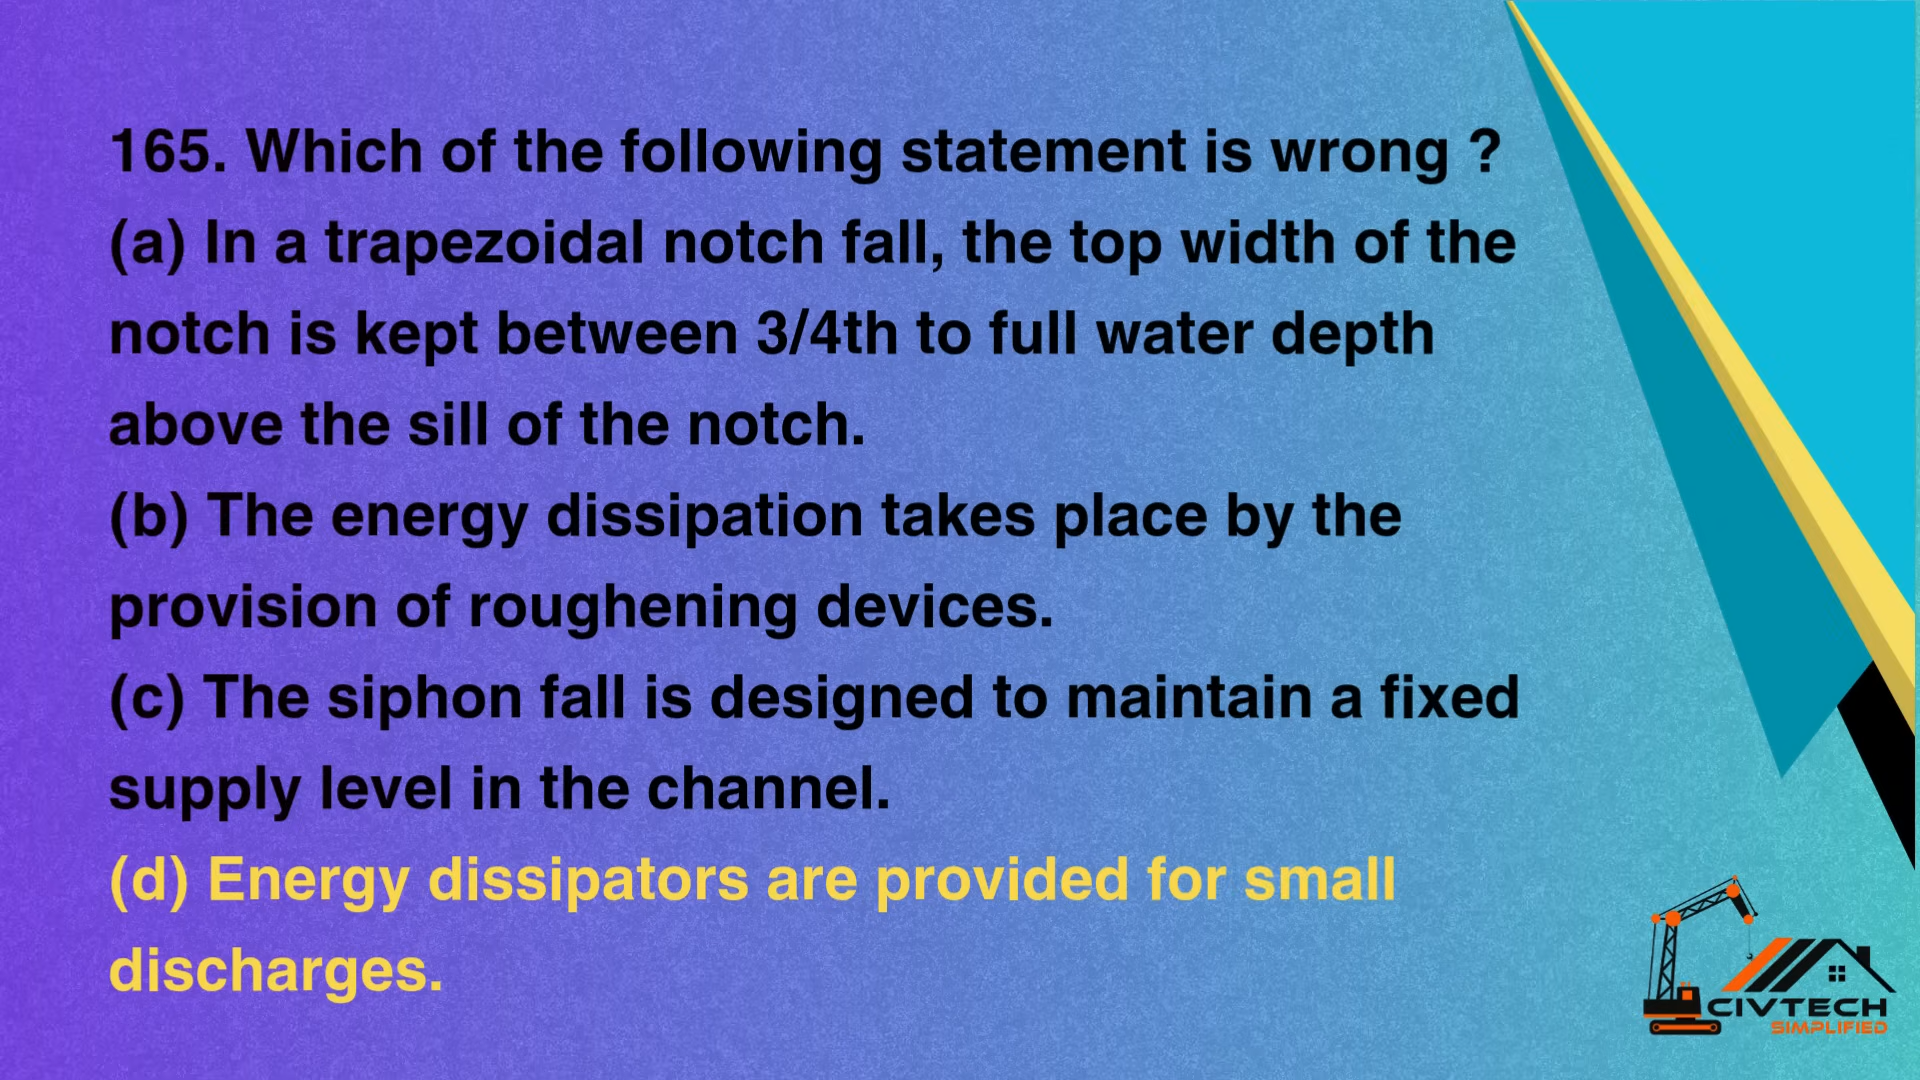 165. Which of the following statement is wrong ?
(a) In a trapezoidal notch fall, the top width of the
notch is kept between 3/4th to full water depth
above the sill of the notch.
(b) The energy dissipation takes place by the
provision of roughening devices.
(c) The siphon fall is designed to maintain a fixed
supply level in the channel.
(d) Energy dissipators are provided for small
discharges.
CIVTECH
SIMPLIFIED